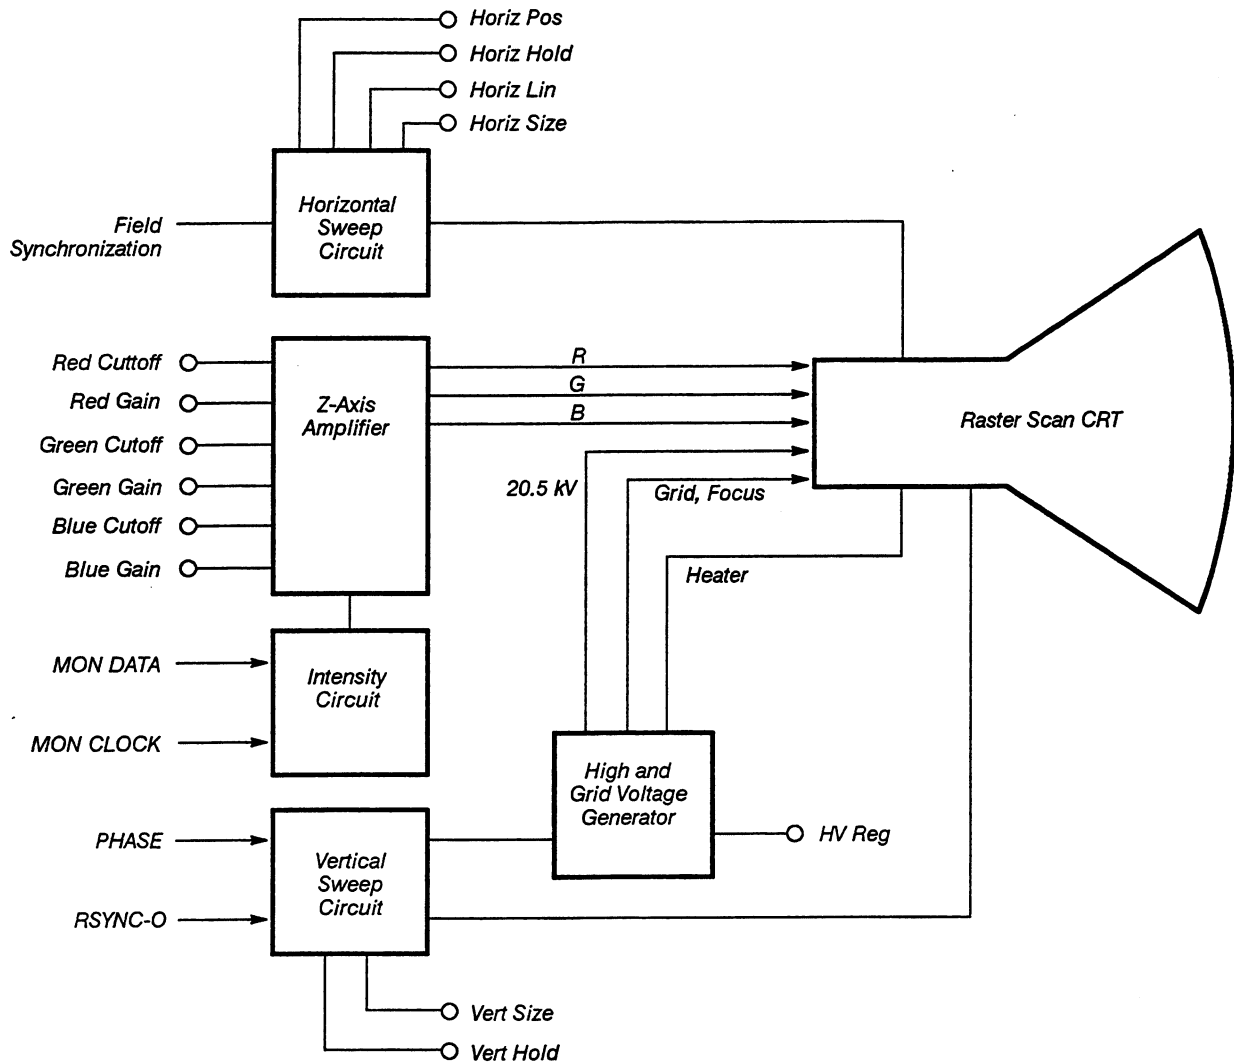 Horiz Pos
Horiz Hold
Horiz Lin
Horiz Size
Horizontal
Sweep
Circuit
Field
Synchronization
Red Cuttoff
Red Gain
Green Cutoff
Green Gain
Blue Cutoff
Blue Gain
Z-Axis
Amplifier
R
G
B
20.5 kV
Grid, Focus
Heater
Raster Scan CRT
MON DATA
MON CLOCK
Intensity
Circuit
High and
Grid Voltage
Generator
HV Reg
PHASE
RSYNC-O
Vertical
Sweep
Circuit
Vert Size
Vert Hold